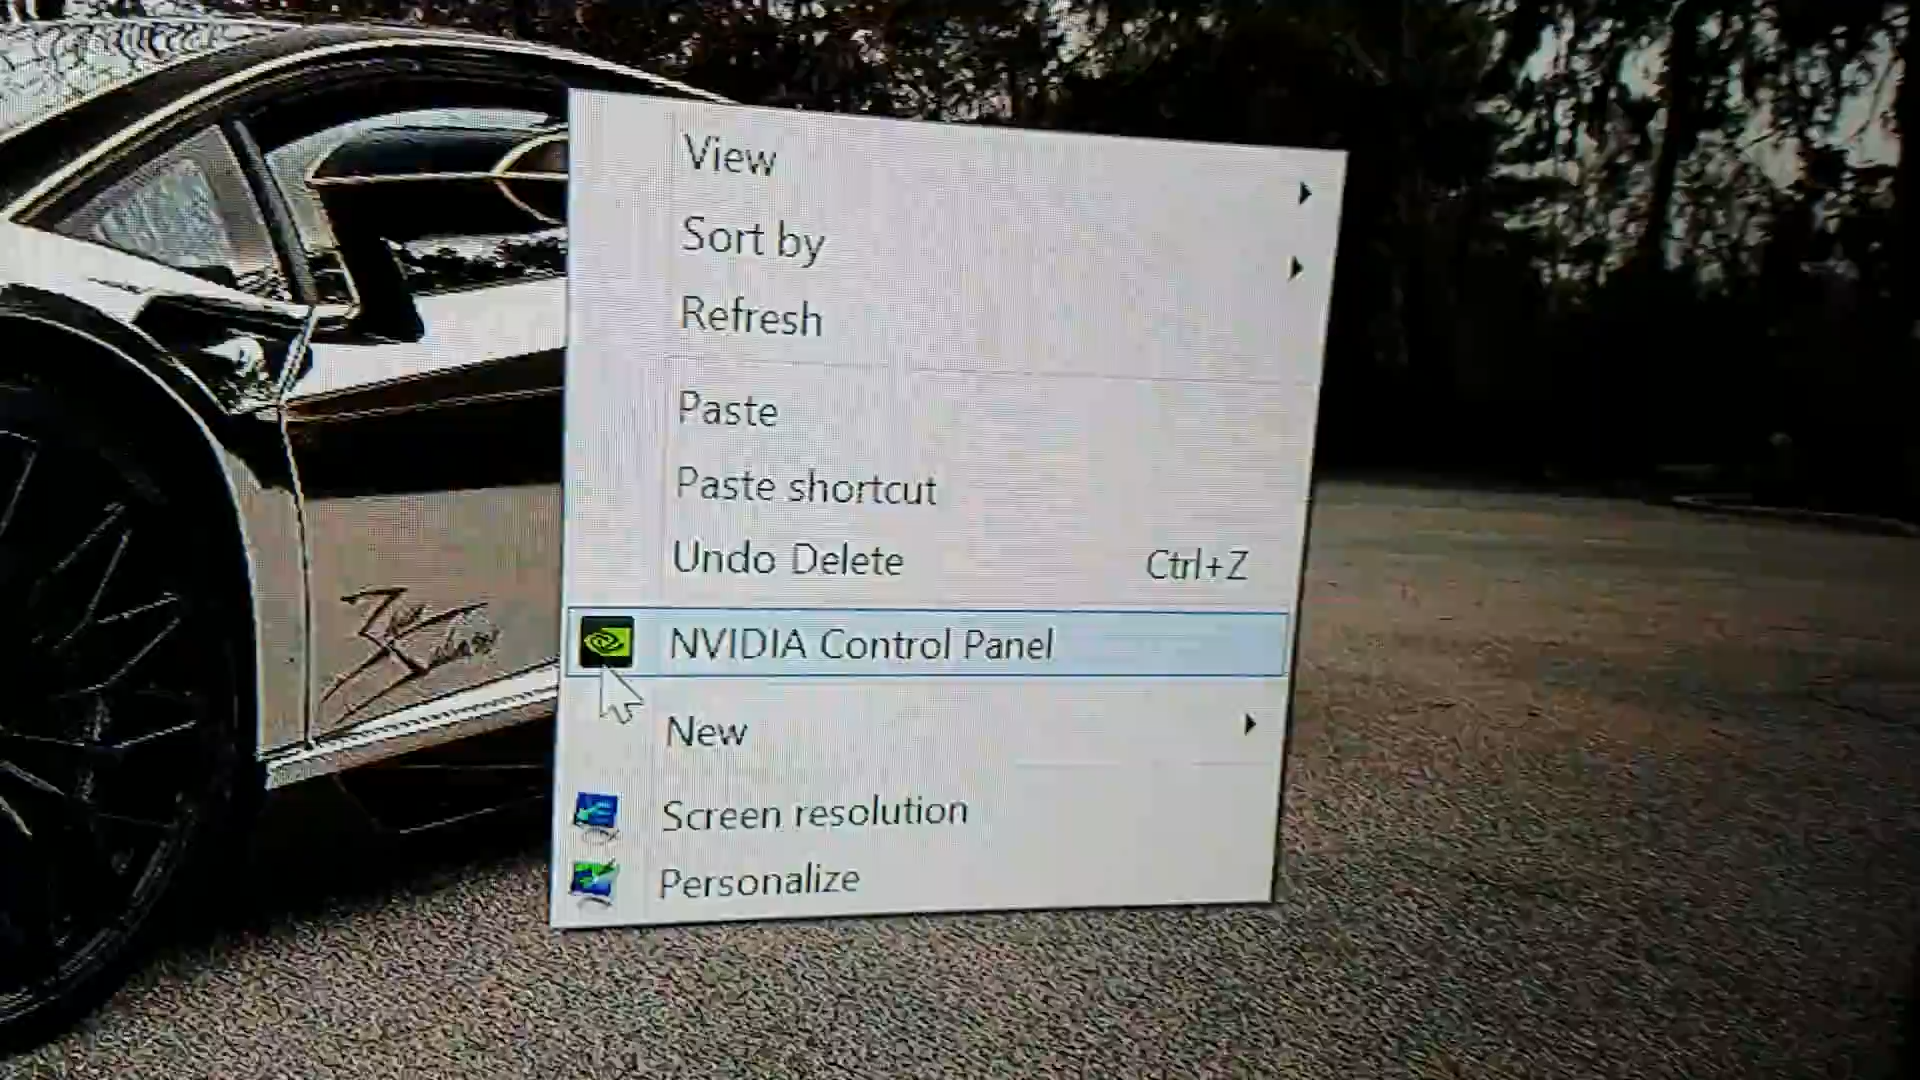 View
Sort by
Refresh
Paste
Paste shortcut
Undo Delete Ctrl+Z
NVIDIA Control Panel
New
Screen resolution
Personalize